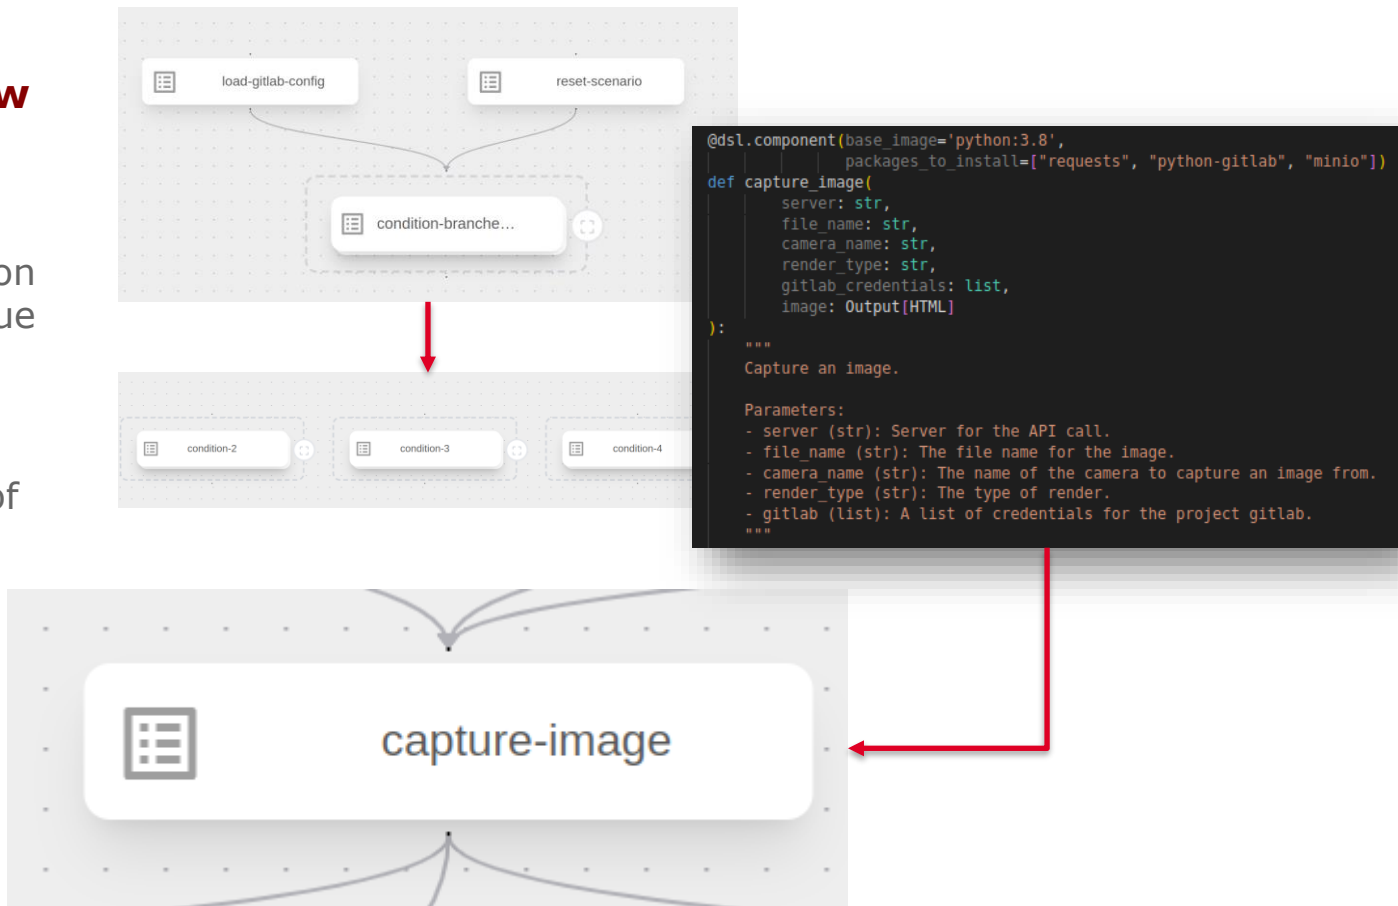 w
on
ue
of
load-gitlab-config
reset-scenario
condition-branche…
condition-2
condition-3
condition-4
@dsl.component(base_image='python:3.8',
packages_to_install=["requests", "python-gitlab", "minio"])
def capture_image(
server: str,
file_name: str,
camera_name: str,
render_type: str,
gitlab_credentials: list,
image: Output[HTML]
):
"""
Capture an image.
Parameters:
- server (str): Server for the API call.
- file_name (str): The file name for the image.
- camera_name (str): The name of the camera to capture an image from.
- render_type (str): The type of render.
- gitlab (list): A list of credentials for the project gitlab.
"""
capture-image